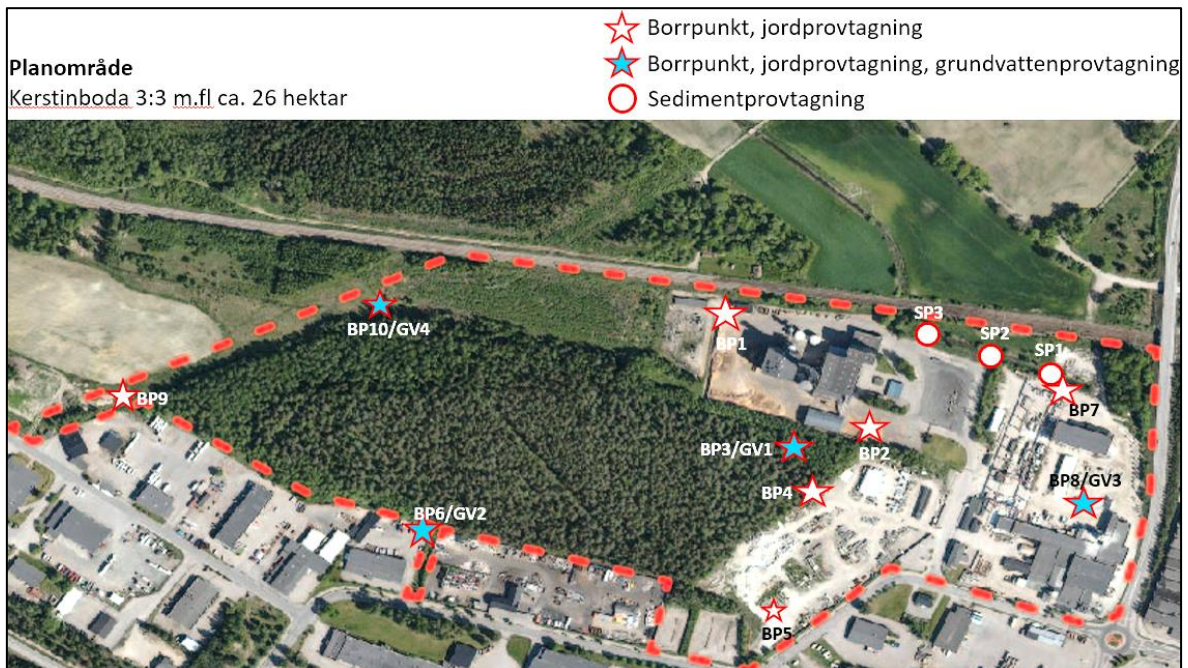 Borrpunkt, jordprovtagning
Borrpunkt, jordprovtagning, grundvattenprovtagning
Sedimentprovtagning
Planområde
Kerstinboda 3:3 m.fl ca. 26 hektar
BP10/GV4
BP1
SP3
SP2
SP1
BP7
BP9
BP2
BP3/GV1
BP4
BP8/GV3
BP6/GV2
BP5